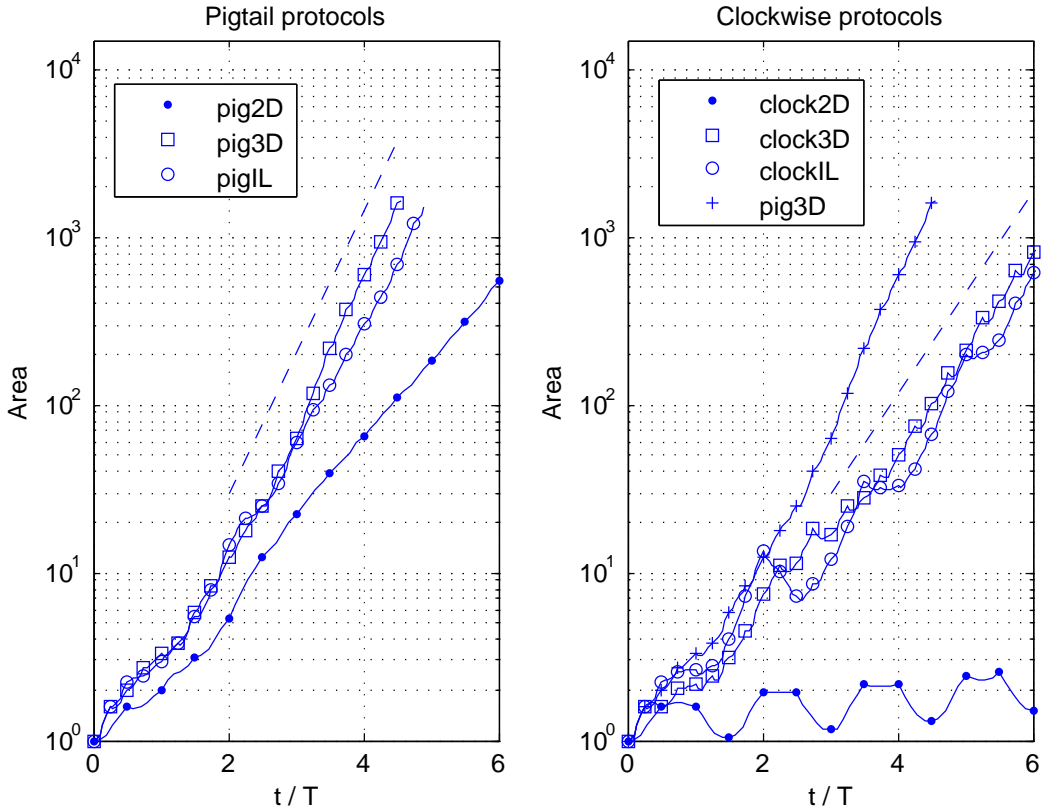 Pigtail protocols
Area
10^4
10^3
10^2
10^1
10^0
pig2D
pig3D
pigIL
0 2 4 6
t / T
Clockwise protocols
Area
10^4
10^3
10^2
10^1
10^0
clock2D
clock3D
clockIL
pig3D
0 2 4 6
t / T